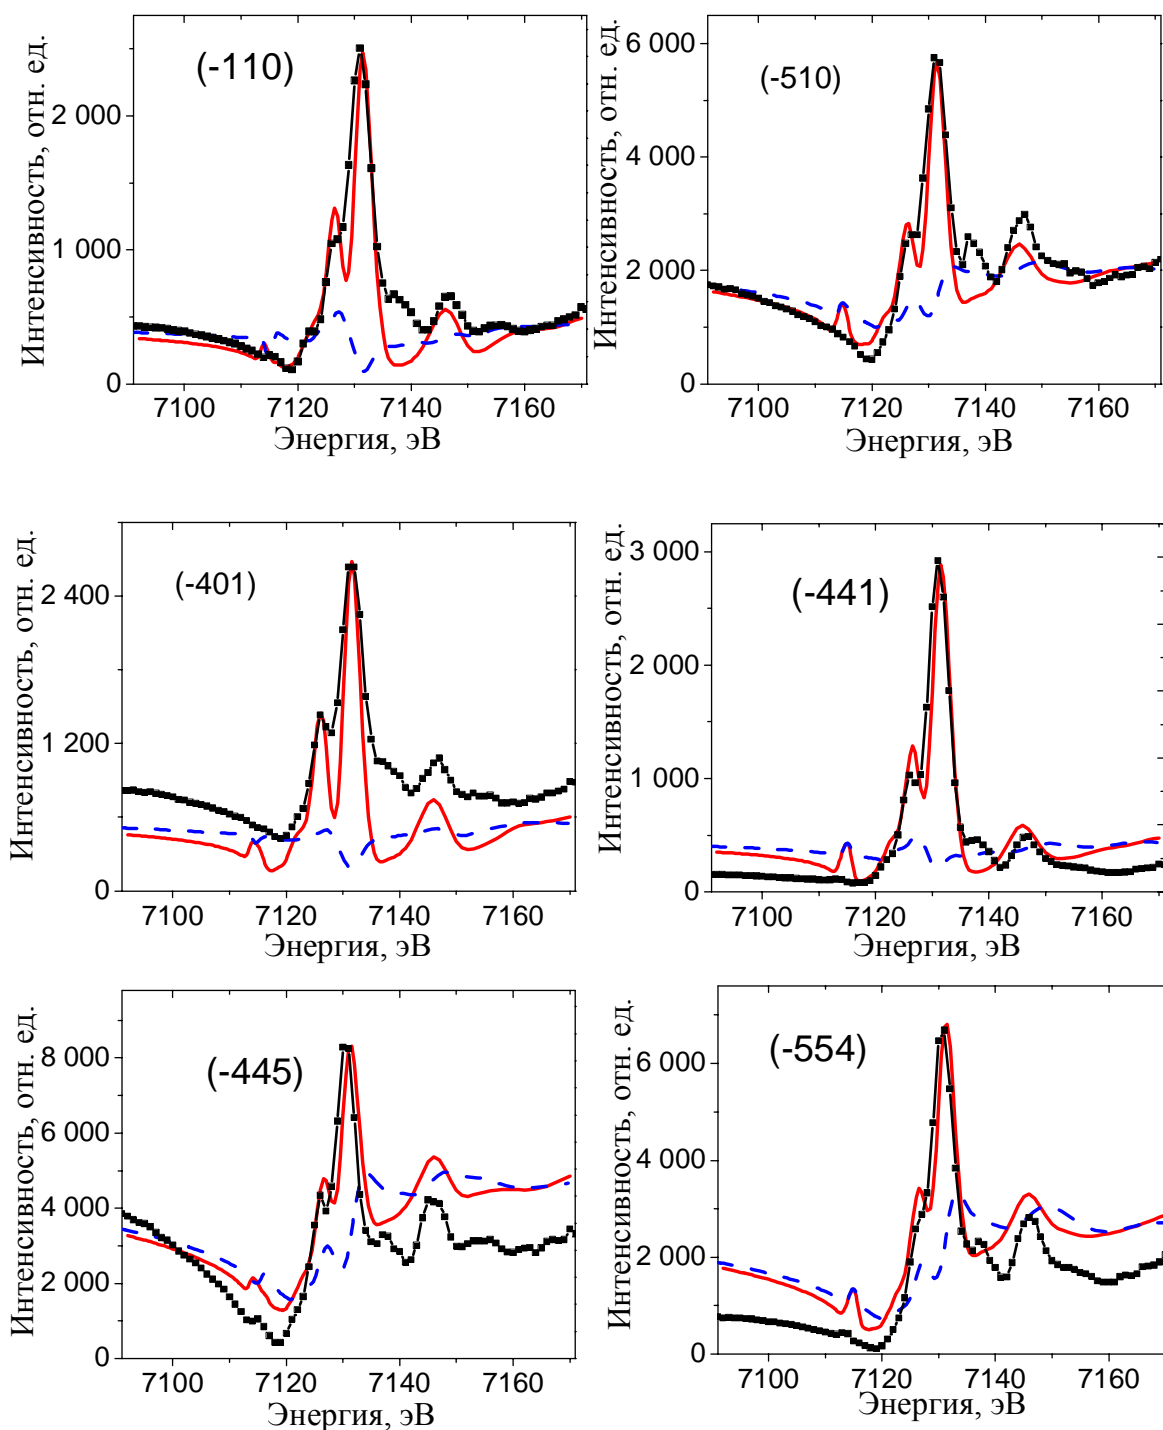 (-110)
Интенсивность, отн. ед.
2 000
1 000
0
7100 7120 7140 7160
Энергия, эВ
(-510)
Интенсивность, отн. ед.
6 000
4 000
2 000
0
7100 7120 7140 7160
Энергия, эВ
(-401)
Интенсивность, отн. ед.
2 400
1 200
0
7100 7120 7140 7160
Энергия, эВ
(-441)
Интенсивность, отн. ед.
3 000
2 000
1 000
0
7100 7120 7140 7160
Энергия, эВ
(-445)
Интенсивность, отн. ед.
8 000
6 000
4 000
2 000
0
7100 7120 7140 7160
Энергия, эВ
(-554)
Интенсивность, отн. ед.
6 000
4 000
2 000
0
7100 7120 7140 7160
Энергия, эВ